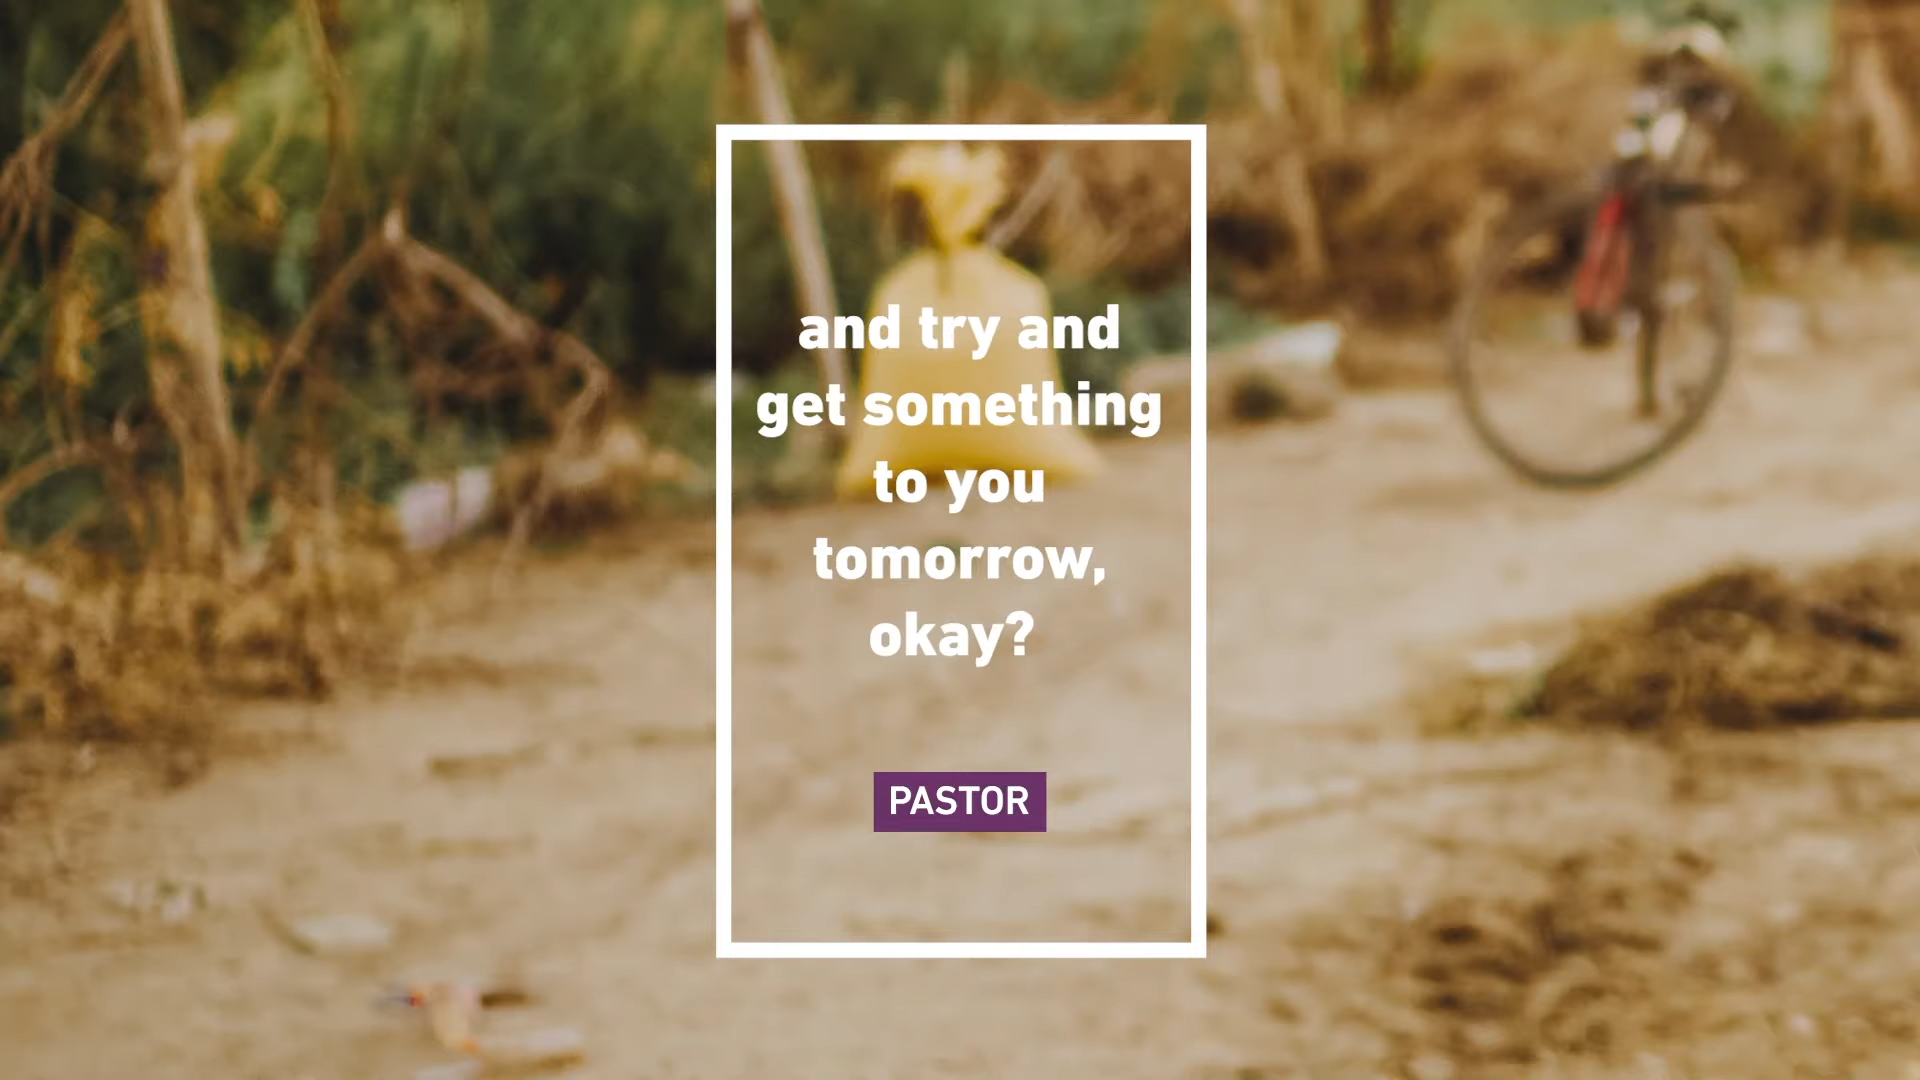 and try and
get something
to you
tomorrow,
okay?
PASTOR